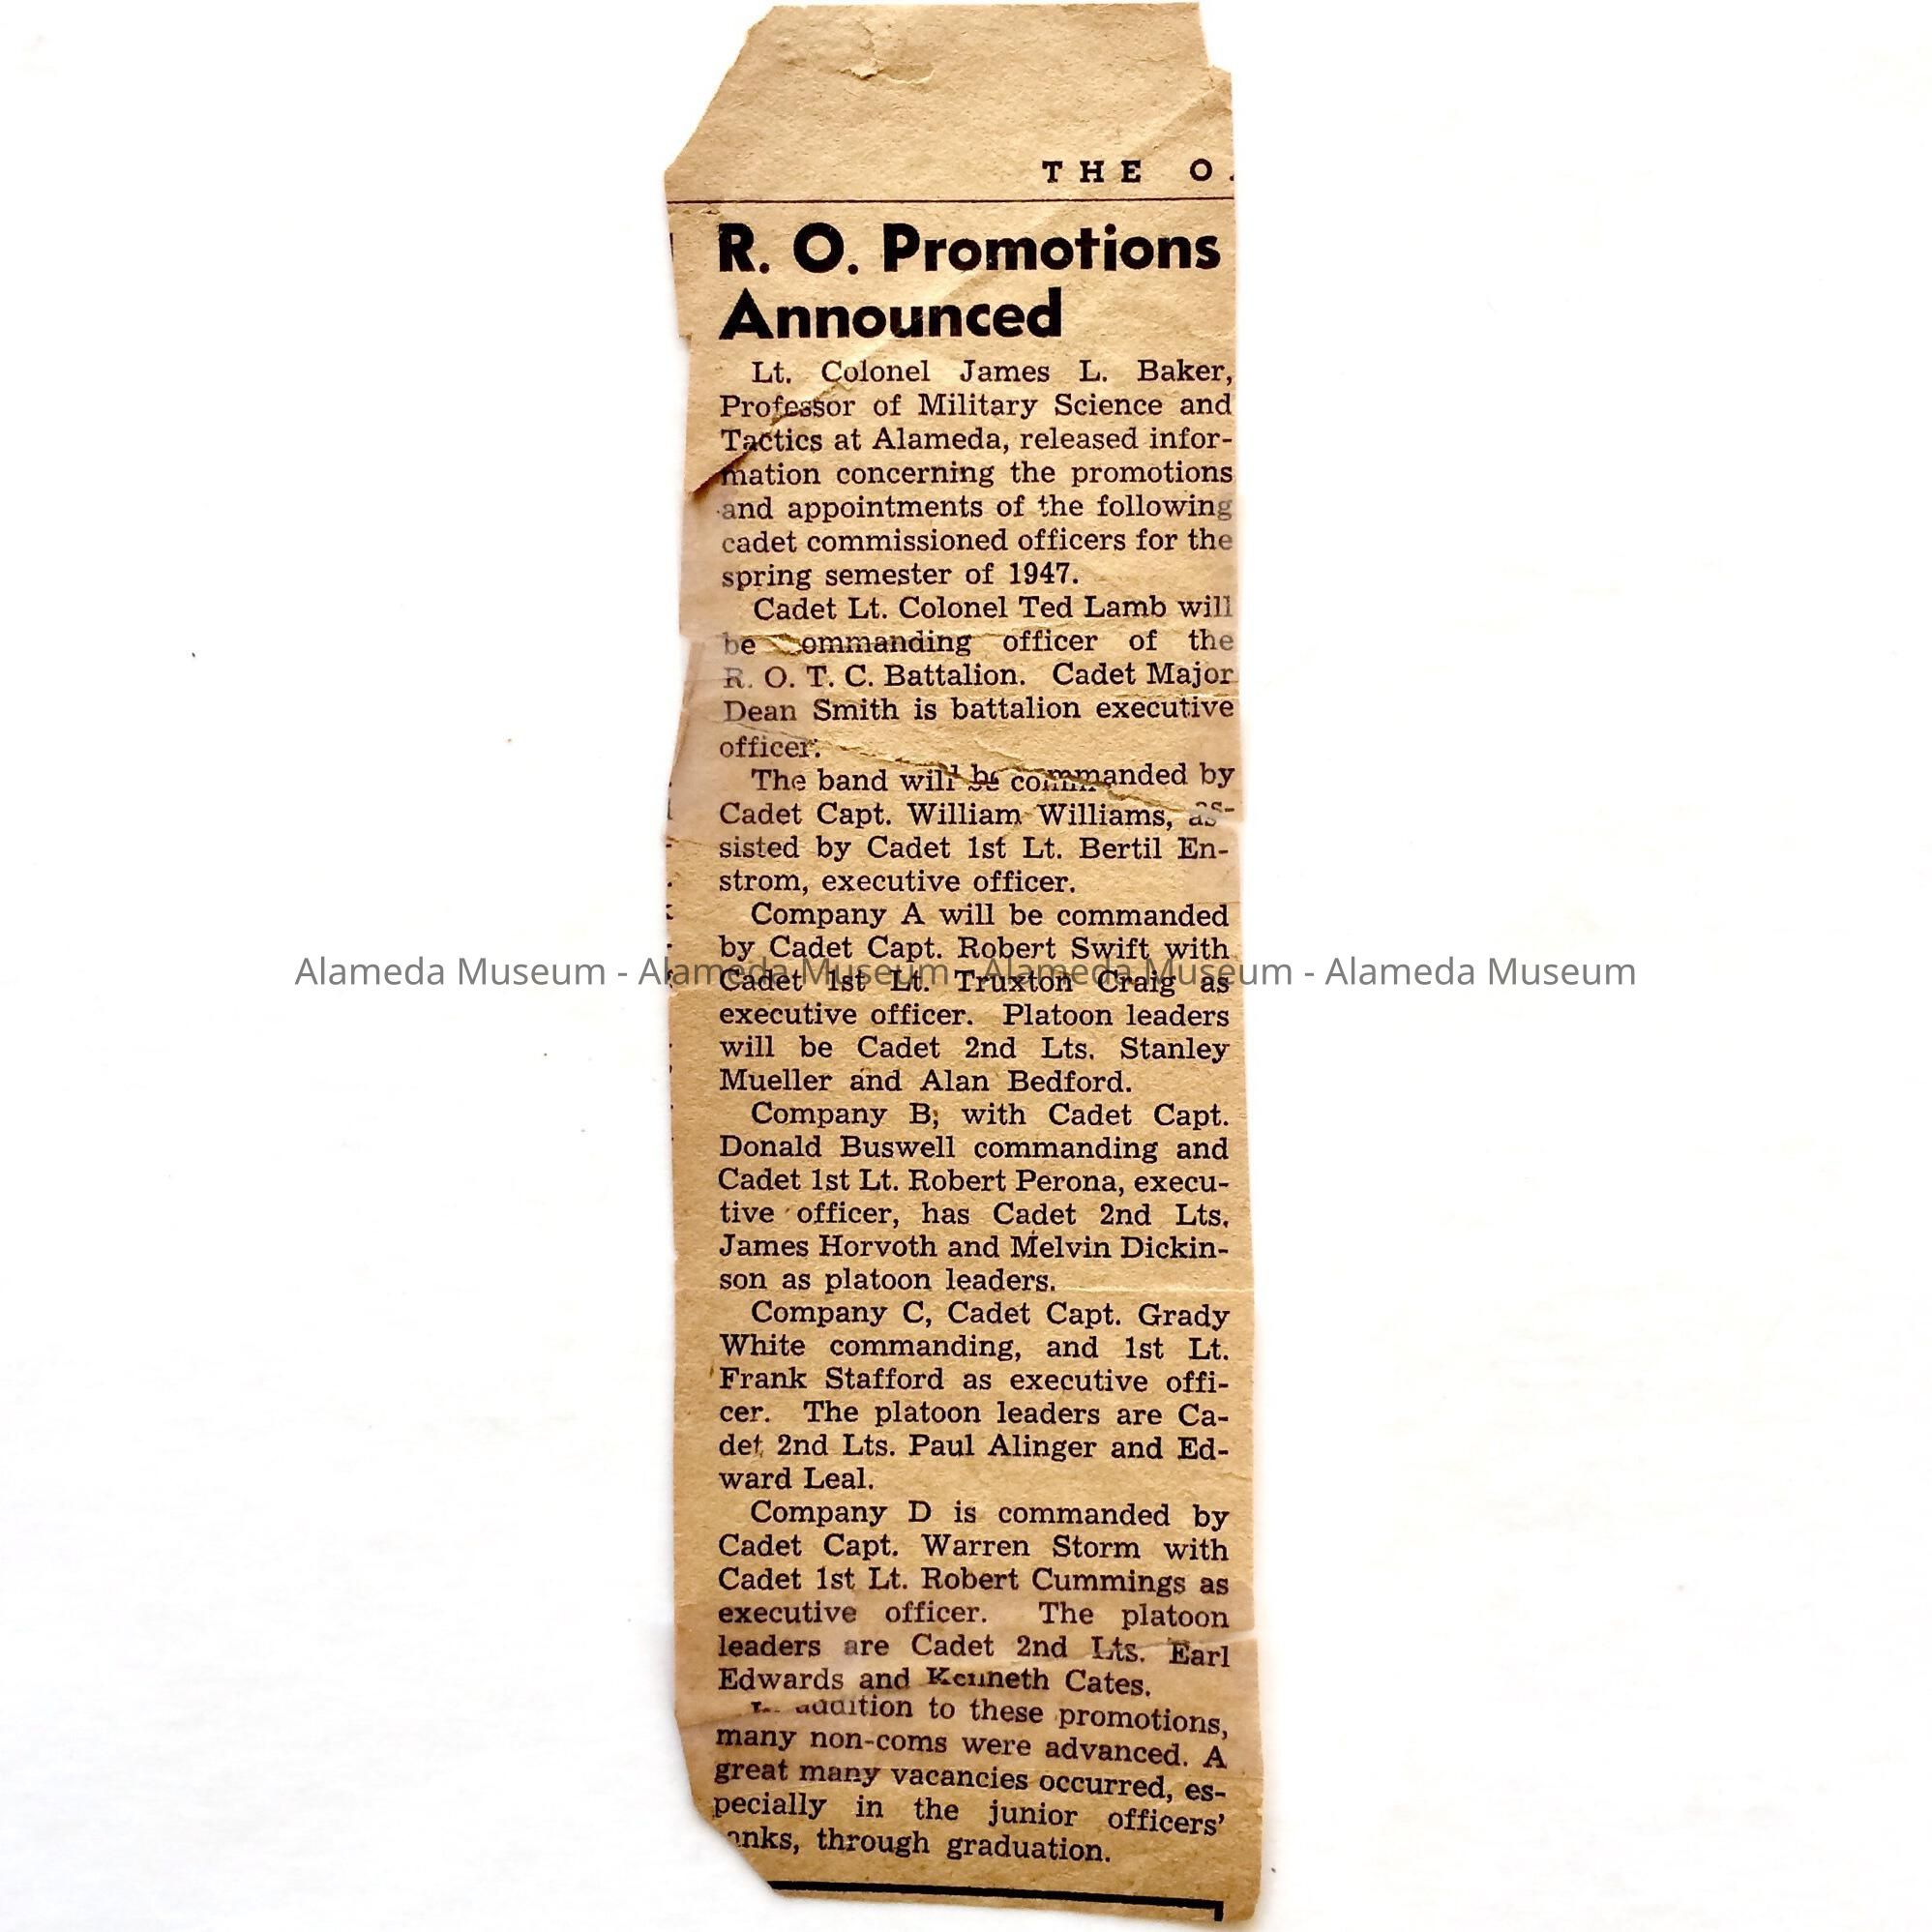 THE O
R. O. Promotions
Announced
Lt. Colonel James L. Baker,
Professor of Military Science and
Tactics at Alameda, released infor-
mation concerning the promotions
and appointments of the following
cadet commissioned officers for the
spring semester of 1947.
Cadet Lt. Colonel Ted Lamb will
be commanding officer of the
R. O. T. C. Battalion. Cadet Major
Dean Smith is battalion executive
officer.
The band will be commanded by
Cadet Capt. William Williams, as-
sisted by Cadet 1st Lt. Bertil En-
strom, executive officer.
Company A will be commanded
by Cadet Capt. Robert Swift with
Alameda Museum - Alameda Museum - Alameda Museum - Alameda Museum
Cadet 1st Lt. Truxton Craig as
executive officer. Platoon leaders
will be Cadet 2nd Lts. Stanley
Mueller and Alan Bedford.
Company B; with Cadet Capt.
Donald Buswell commanding and
Cadet 1st Lt. Robert Perona, execu-
tive officer, has Cadet 2nd Lts.
James Horvoth and Melvin Dickin-
son as platoon leaders.
Company C, Cadet Capt. Grady
White commanding, and 1st Lt.
Frank Stafford as executive offi-
cer. The platoon leaders are Ca-
det 2nd Lts. Paul Alinger and Ed-
ward Leal.
Company D is commanded by
Cadet Capt. Warren Storm with
Cadet 1st Lt. Robert Cummings as
executive officer. The platoon
leaders are Cadet 2nd Lts. Earl
Edwards and Kenneth Cates.
In addition to these promotions,
many non-coms were advanced. A
great many vacancies occurred, es-
pecially in the junior officers'
anks, through graduation.